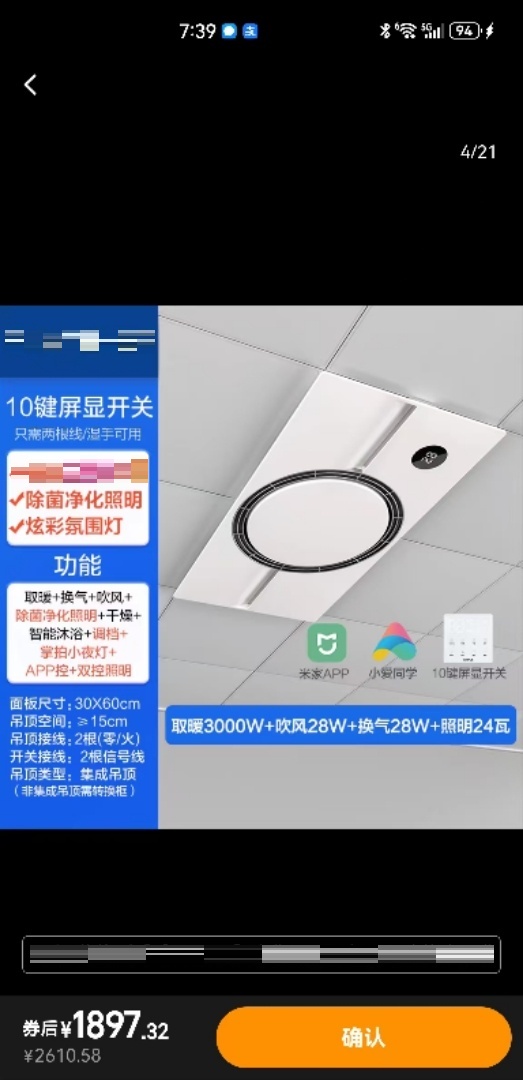 7:39
5G
94
4/21
10键屏显开关
只需两根线/湿手可用
除菌净化照明
炫彩氛围灯
功能
取暖+换气+吹风+
除菌净化照明+干燥+
智能沐浴+调档+
掌拍小夜灯+
APP控+双控照明
面板尺寸：30X60cm
吊顶空间：≥15cm
吊顶接线：2根(零/火)
开关接线：2根信号线
吊顶类型：集成吊顶
（非集成吊顶需转换框）
28
米家APP
小爱同学
10键屏显开关
取暖3000W+吹风28W+换气28W+照明24瓦
券后¥1897.32
¥2610.58
确认